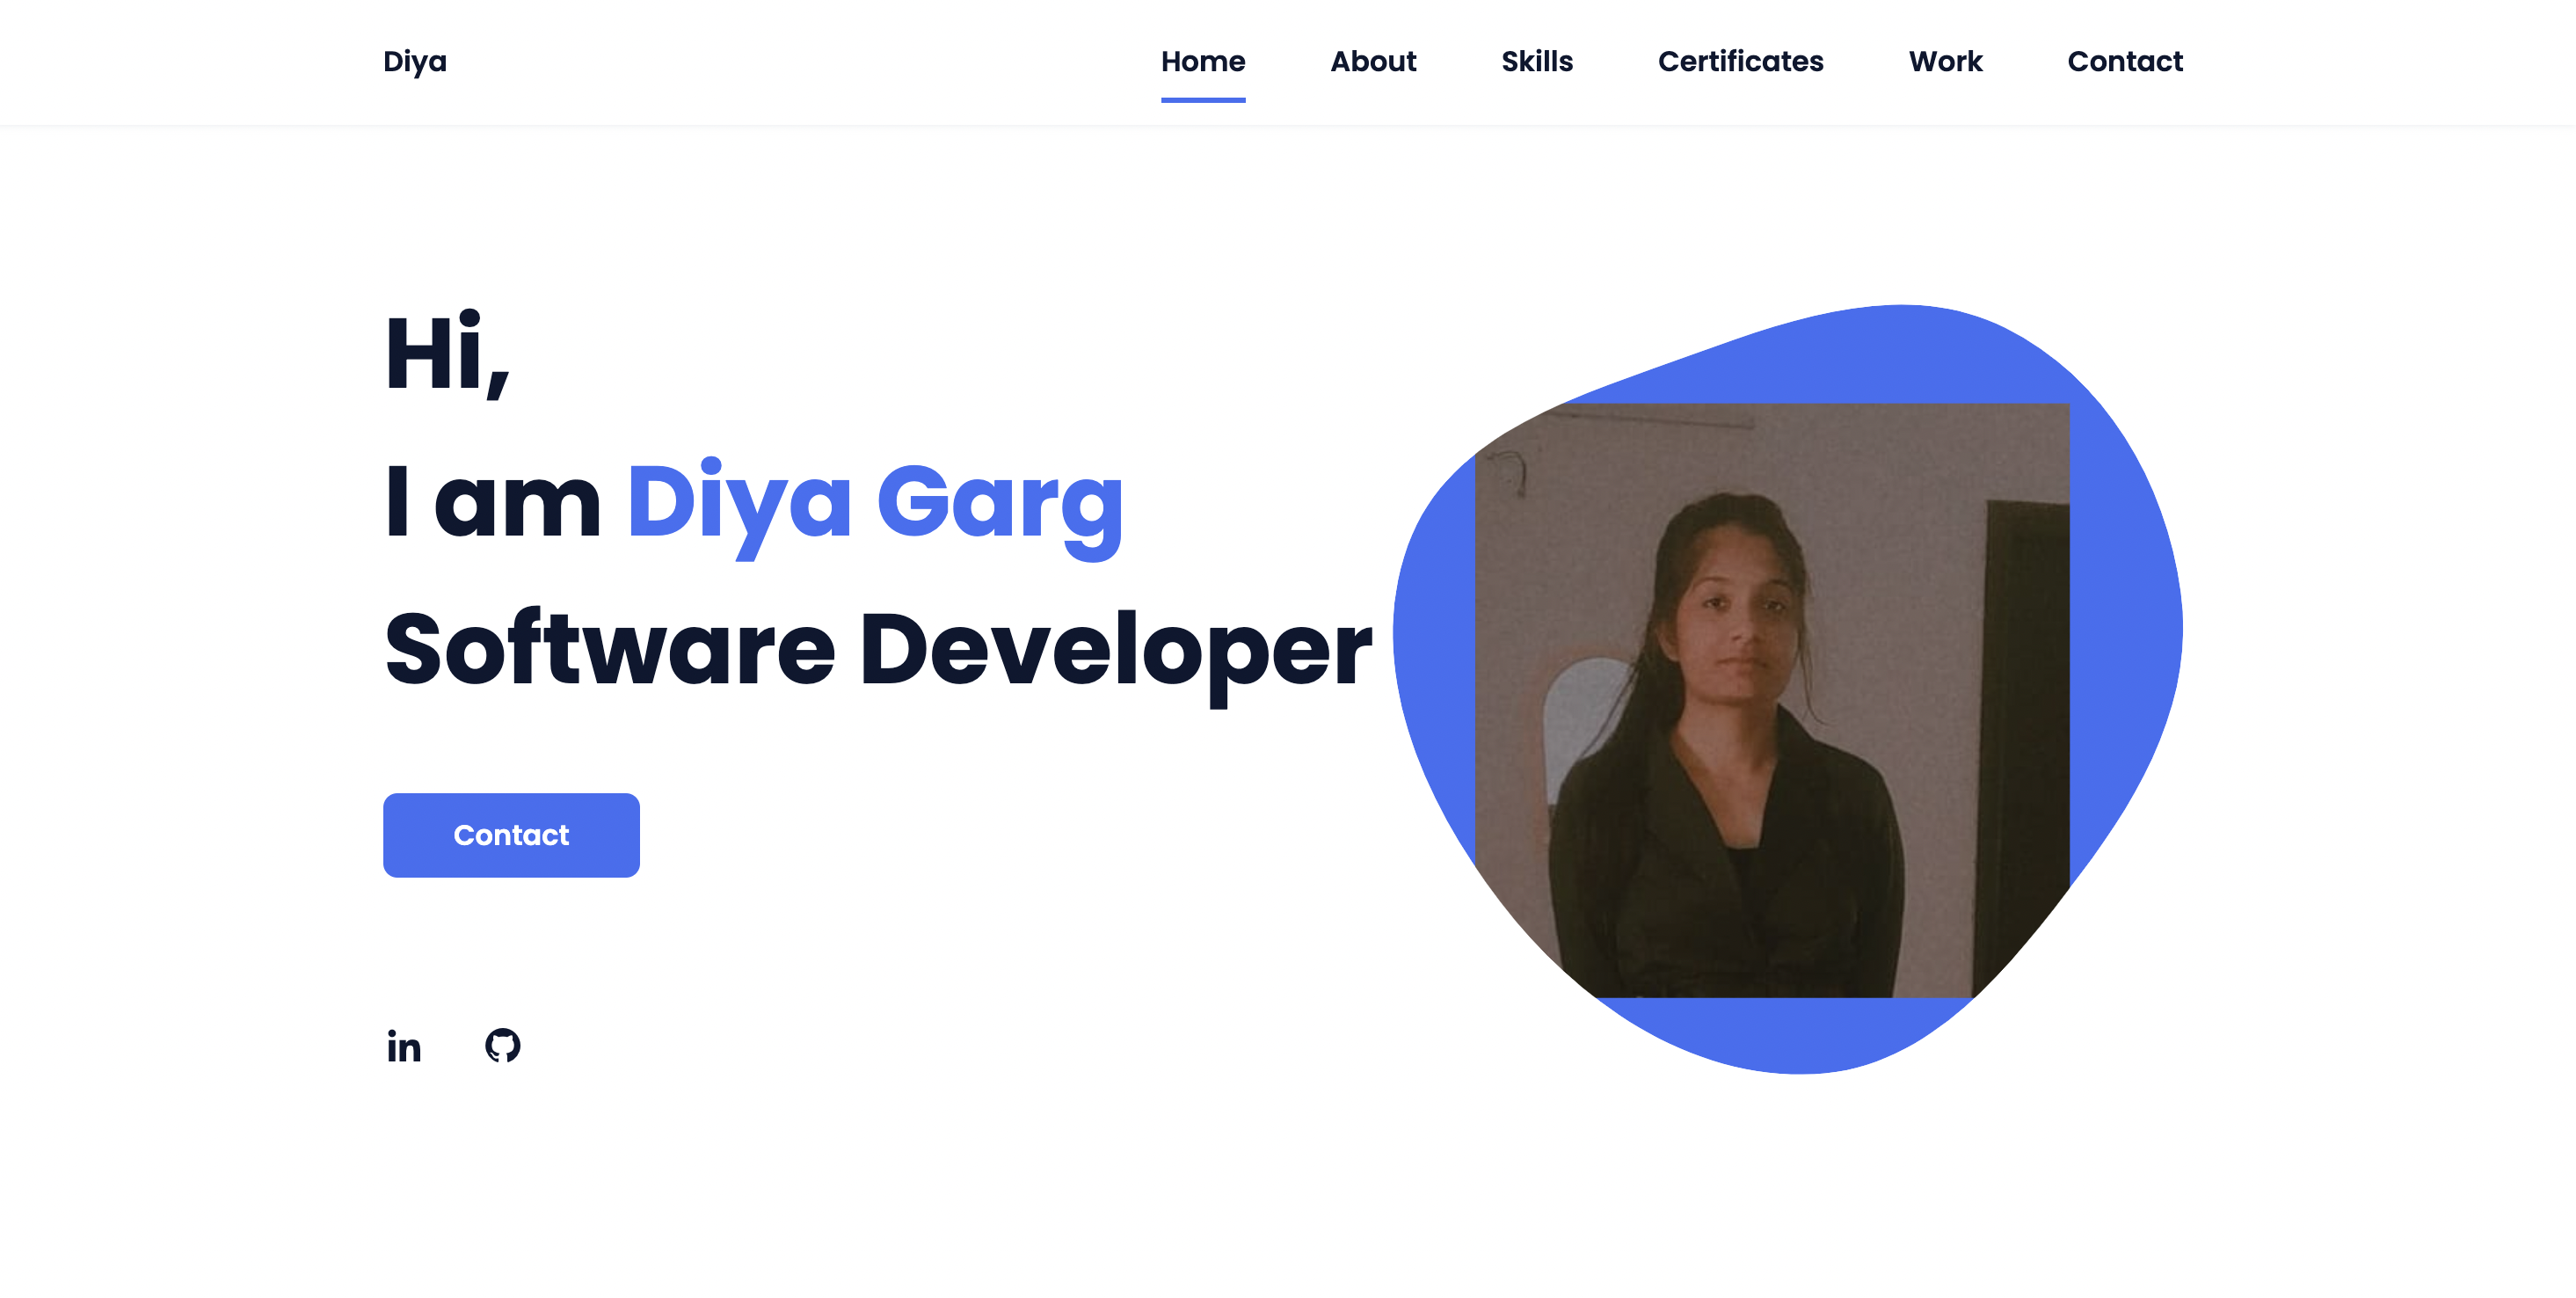 Diya
Home About Skills Certificates Work Contact
Hi,
I am Diya Garg
Software Developer
Contact
in